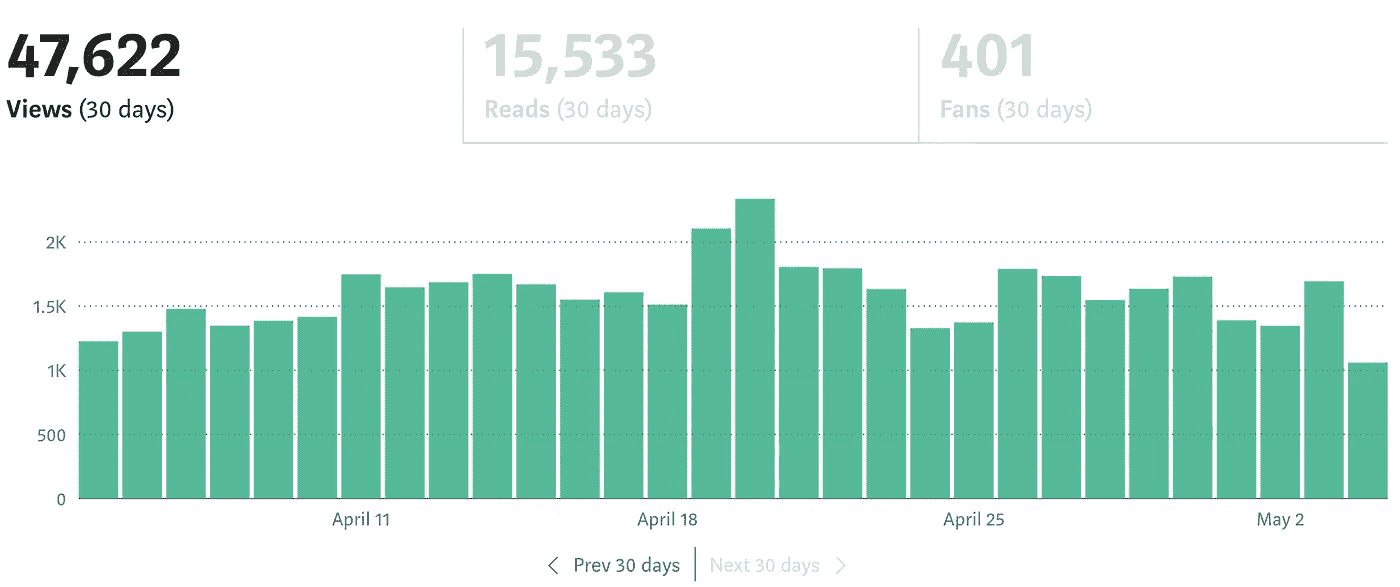 47,622
Views (30 days)
15,533
Reads (30 days)
401
Fans (30 days)
2K
1.5K
1K
500
0
April 11
April 18
April 25
May 2
Prev 30 days
Next 30 days